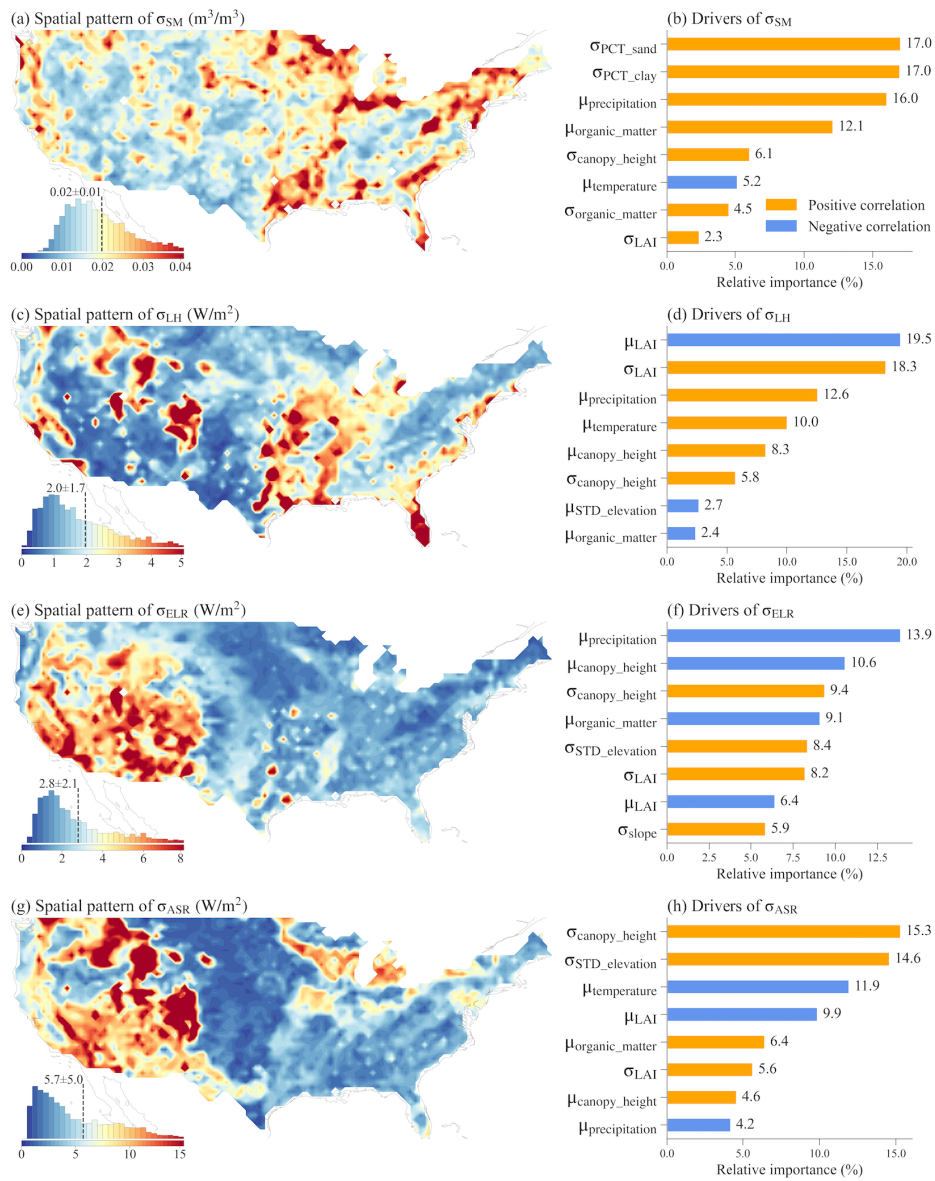 (a) Spatial pattern of σSM (m³/m³)
0.02±0.01
0.00 0.01 0.02 0.03 0.04
(b) Drivers of σSM
σPCT_sand 17.0
σPCT_clay 17.0
μprecipitation 16.0
μorganic_matter 12.1
σcanopy_height 6.1
μtemperature 5.2
σorganic_matter 4.5
σLAI 2.3
Positive correlation
Negative correlation
0.0 5.0 10.0 15.0
Relative importance (%)
(c) Spatial pattern of σLH (W/m²)
2.0±1.7
0 1 2 3 4 5
(d) Drivers of σLH
μLAI 19.5
σLAI 18.3
μprecipitation 12.6
μtemperature 10.0
μcanopy_height 8.3
σcanopy_height 5.8
μSTD_elevation 2.7
μorganic_matter 2.4
0.0 5.0 10.0 15.0 20.0
Relative importance (%)
(e) Spatial pattern of σELR (W/m²)
2.8±2.1
0 2 4 6 8
(f) Drivers of σELR
μprecipitation 13.9
μcanopy_height 10.6
σcanopy_height 9.4
μorganic_matter 9.1
σSTD_elevation 8.4
σLAI 8.2
μLAI 6.4
σslope 5.9
0.0 2.5 5.0 7.5 10.0 12.5
Relative importance (%)
(g) Spatial pattern of σASR (W/m²)
5.7±5.0
0 5 10 15
(h) Drivers of σASR
σcanopy_height 15.3
σSTD_elevation 14.6
μtemperature 11.9
μLAI 9.9
μorganic_matter 6.4
σLAI 5.6
μcanopy_height 4.6
μprecipitation 4.2
0.0 5.0 10.0 15.0
Relative importance (%)